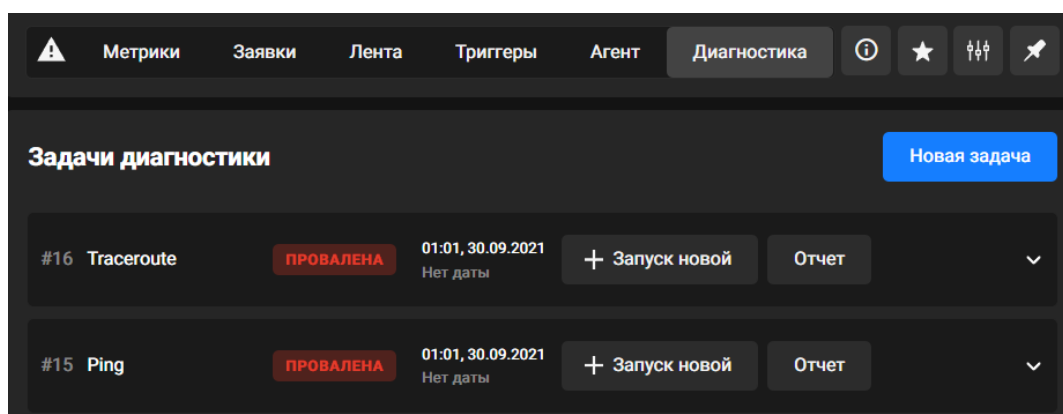 Метрики Заявки Лента Триггеры Агент Диагностика
Задачи диагностики Новая задача
#16 Traceroute ПРОВАЛЕНА 01:01, 30.09.2021 Запуск новой Отчет
Нет даты
#15 Ping ПРОВАЛЕНА 01:01, 30.09.2021 Запуск новой Отчет
Нет даты